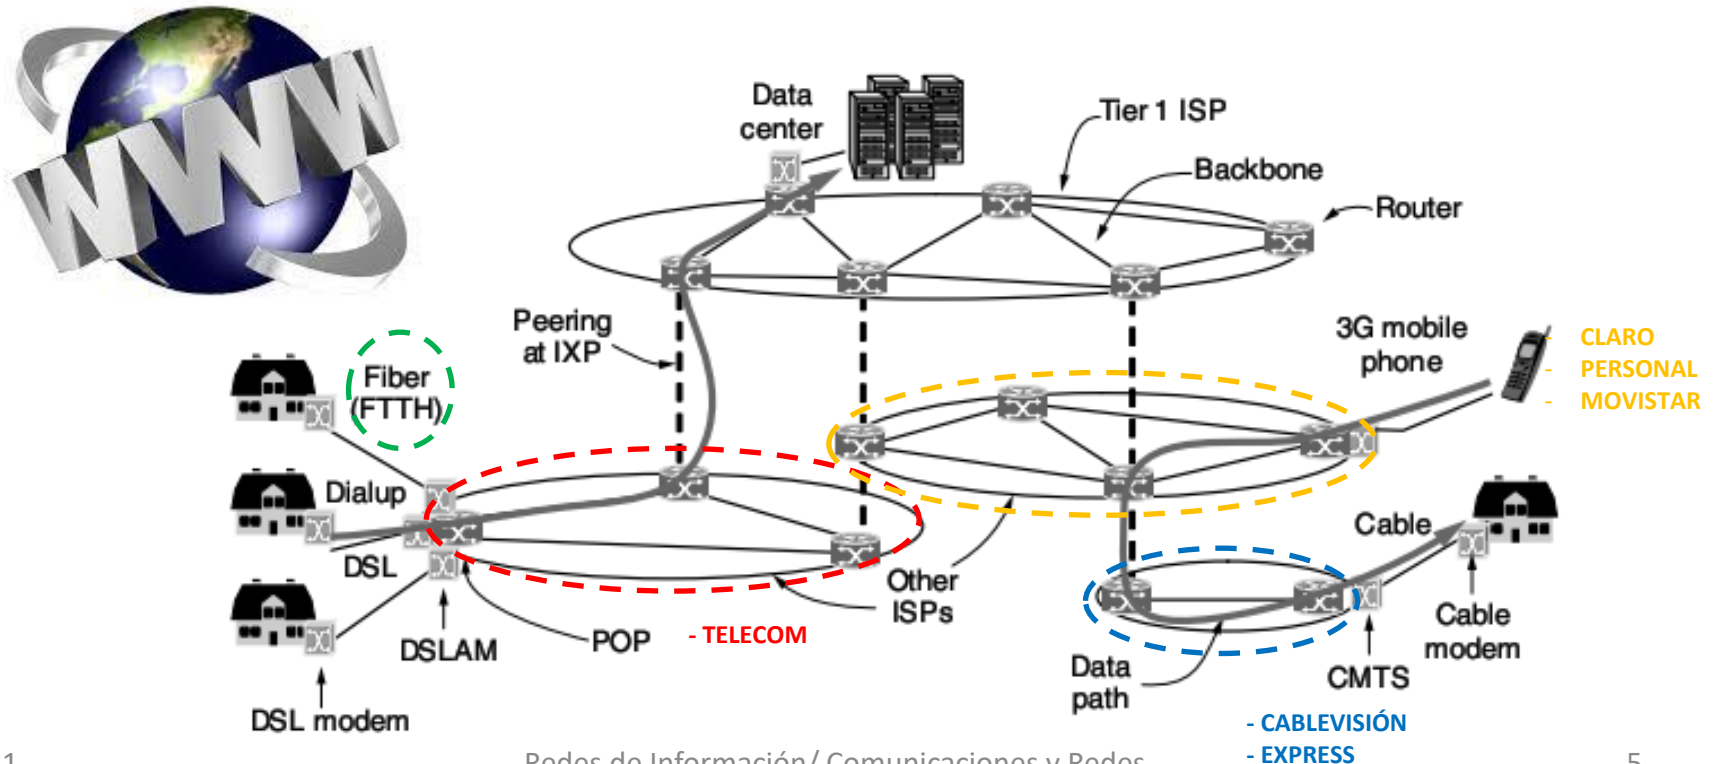 WWW
Data
center
Tier 1 ISP
Backbone
Router
Peering
at IXP
3G mobile
phone
- CLARO
- PERSONAL
- MOVISTAR
Fiber
(FTTH)
Dialup
DSL
Other
ISPs
Cable
DSLAM
POP
- TELECOM
Cable
modem
Data
path
CMTS
DSL modem
- CABLEVISIÓN
- EXPRESS
1
Redes de Información/ Comunicaciones y Redes
5